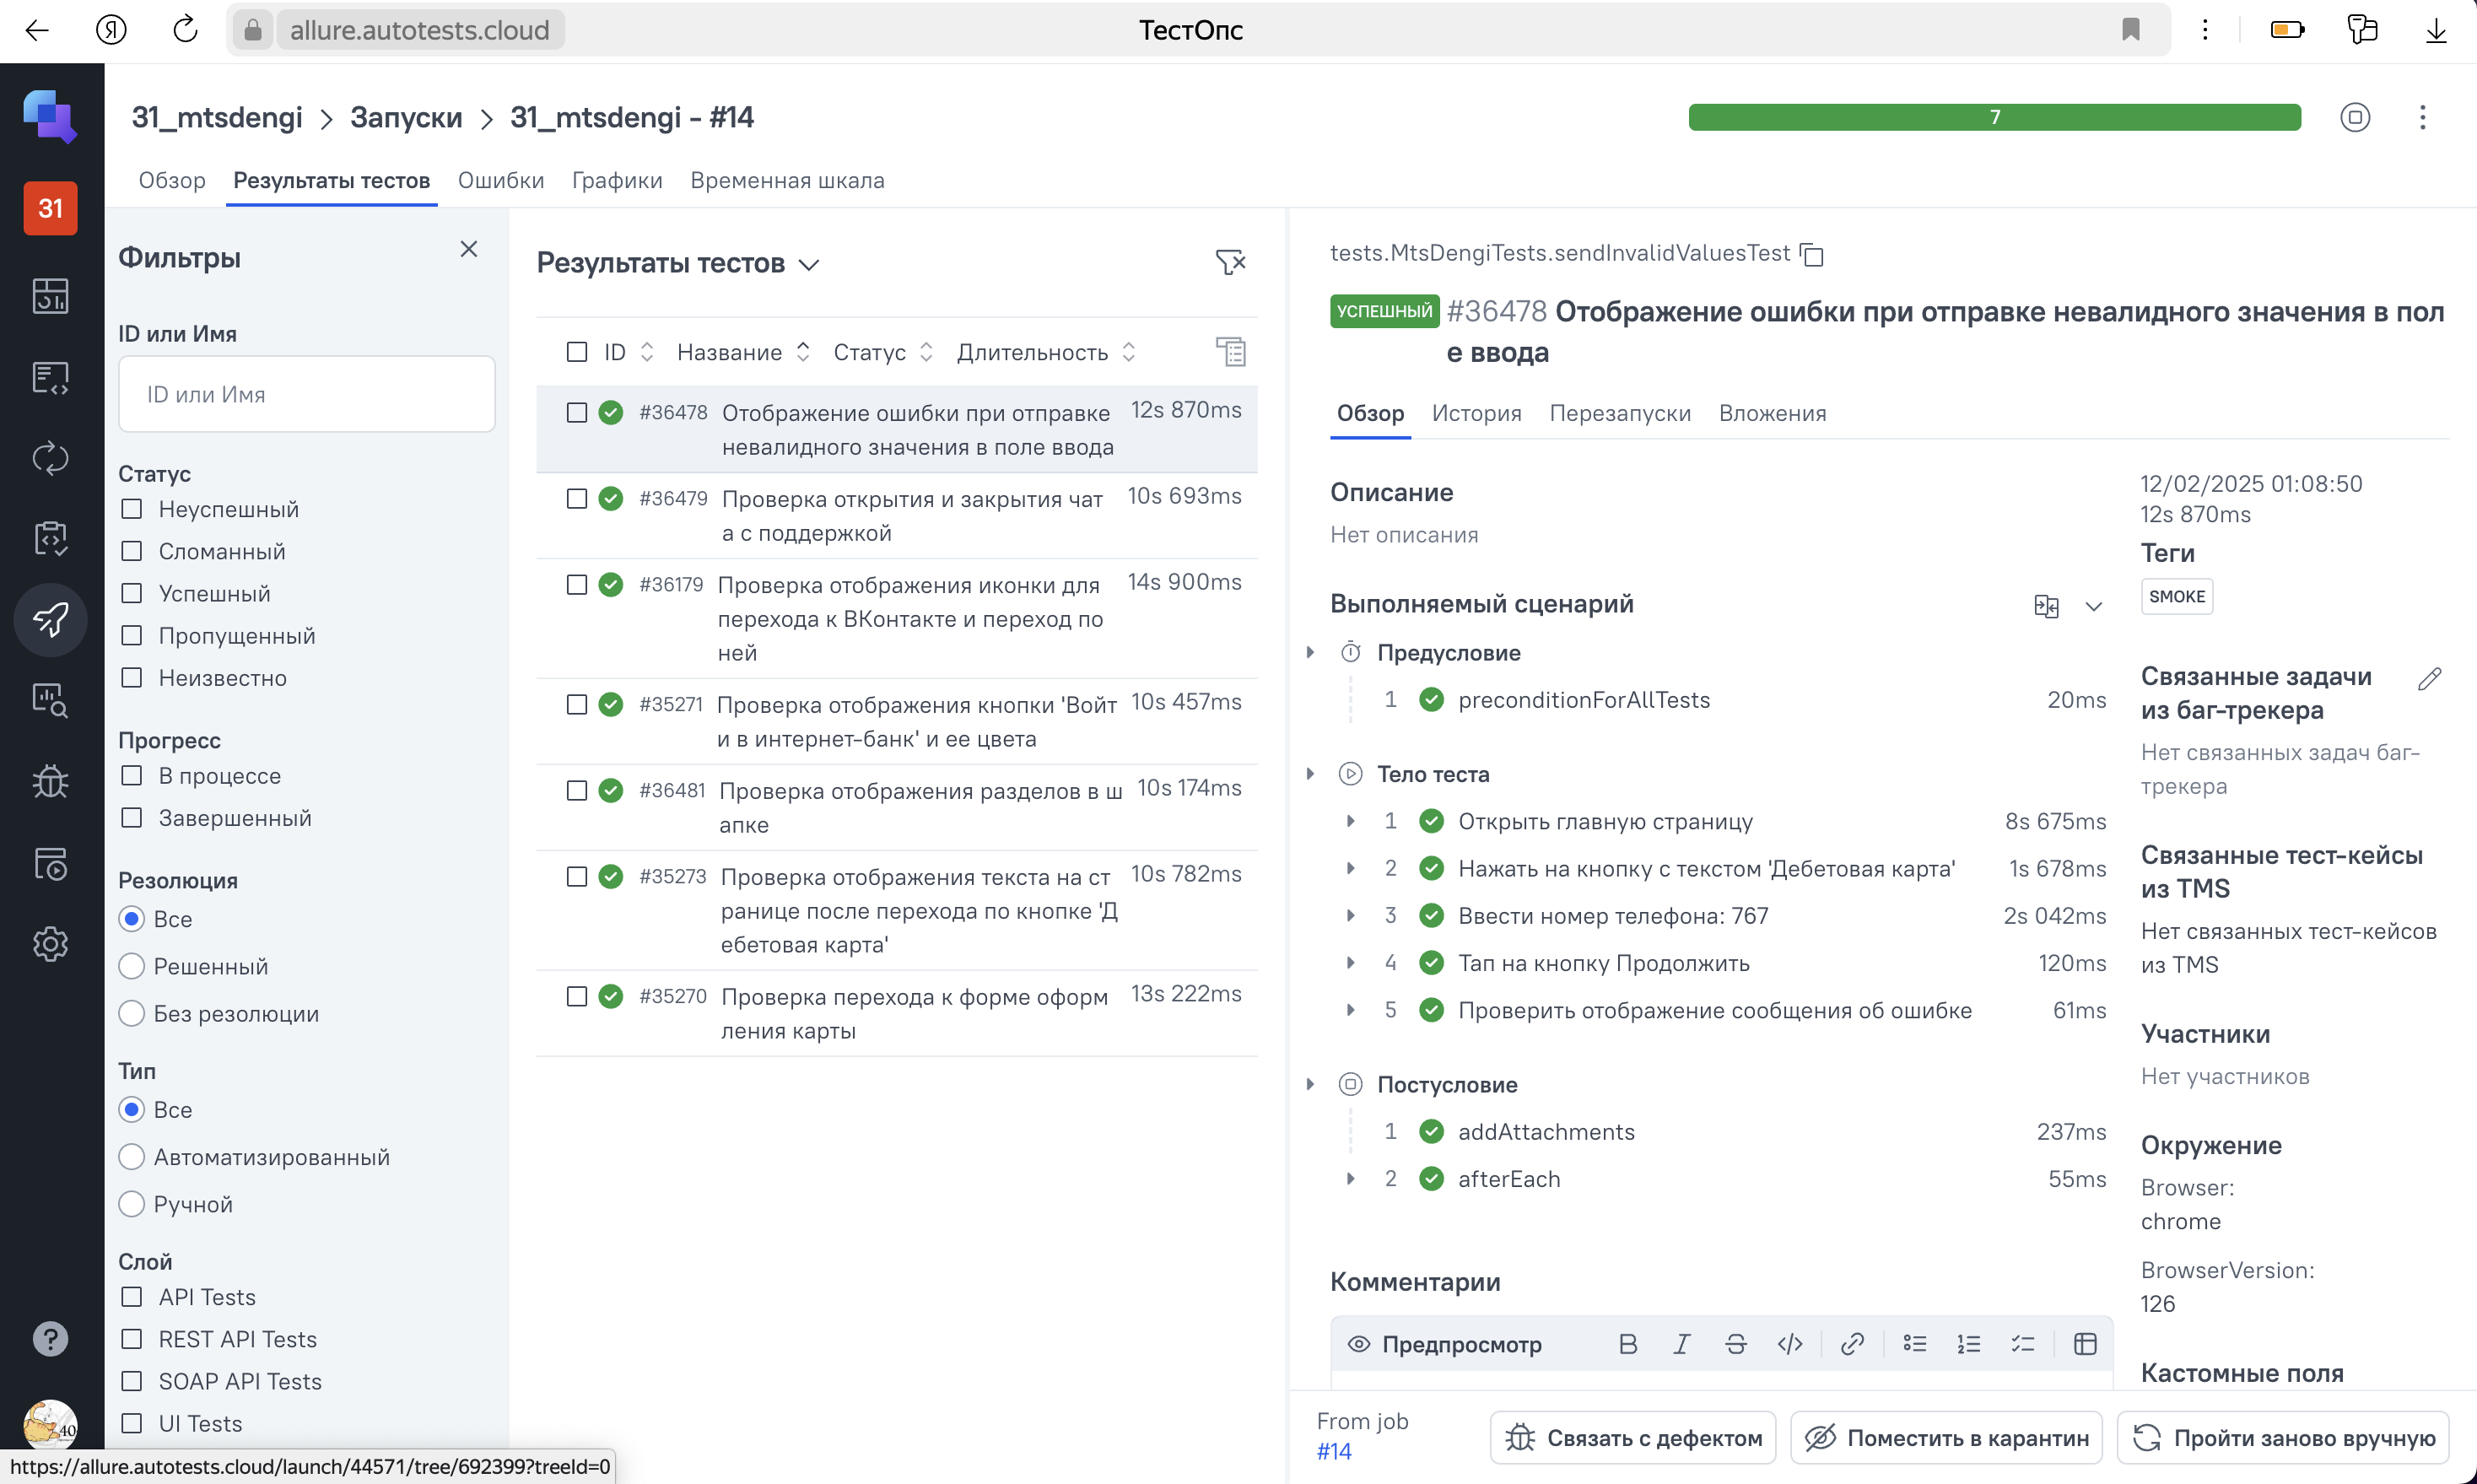 allure.autotests.cloud
ТестОпс
31_mtsdengi > Запуски > 31_mtsdengi - #14
7
Обзор Результаты тестов Ошибки Графики Временная шкала
31
Фильтры
ID или Имя
ID или Имя
Статус
Неуспешный
Сломанный
Успешный
Пропущенный
Неизвестно
Прогресс
В процессе
Завершенный
Резолюция
Все
Решенный
Без резолюции
Тип
Все
Автоматизированный
Ручной
Слой
API Tests
REST API Tests
SOAP API Tests
UI Tests
40
https://allure.autotests.cloud/launch/44571/tree/692399?treeId=0
Результаты тестов
ID Название Статус Длительность
#36478 Отображение ошибки при отправке 12s 870ms
невалидного значения в поле ввода
#36479 Проверка открытия и закрытия чат 10s 693ms
а с поддержкой
#36179 Проверка отображения иконки для 14s 900ms
перехода к ВКонтакте и переход по
ней
#35271 Проверка отображения кнопки 'Войт 10s 457ms
и в интернет-банк' и ее цвета
#36481 Проверка отображения разделов в ш 10s 174ms
апке
#35273 Проверка отображения текста на ст 10s 782ms
ранице после перехода по кнопке 'Д
ебетовая карта'
#35270 Проверка перехода к форме оформ 13s 222ms
ления карты
tests.MtsDengiTests.sendInvalidValuesTest
УСПЕШНЫЙ #36478 Отображение ошибки при отправке невалидного значения в пол
е ввода
Обзор История Перезапуски Вложения
Описание
Нет описания
Выполняемый сценарий
Предусловие
1 preconditionForAllTests 20ms
Тело теста
1 Открыть главную страницу 8s 675ms
2 Нажать на кнопку с текстом 'Дебетовая карта' 1s 678ms
3 Ввести номер телефона: 767 2s 042ms
4 Тап на кнопку Продолжить 120ms
5 Проверить отображение сообщения об ошибке 61ms
Постусловие
1 addAttachments 237ms
2 afterEach 55ms
Комментарии
Предпросмотр
12/02/2025 01:08:50
12s 870ms
Теги
SMOKE
Связанные задачи
из баг-трекера
Нет связанных задач баг-
трекера
Связанные тест-кейсы
из TMS
Нет связанных тест-кейсов
из TMS
Участники
Нет участников
Окружение
Browser:
chrome
BrowserVersion:
126
Кастомные поля
From job
#14
Связать с дефектом
Поместить в карантин
Пройти заново вручную